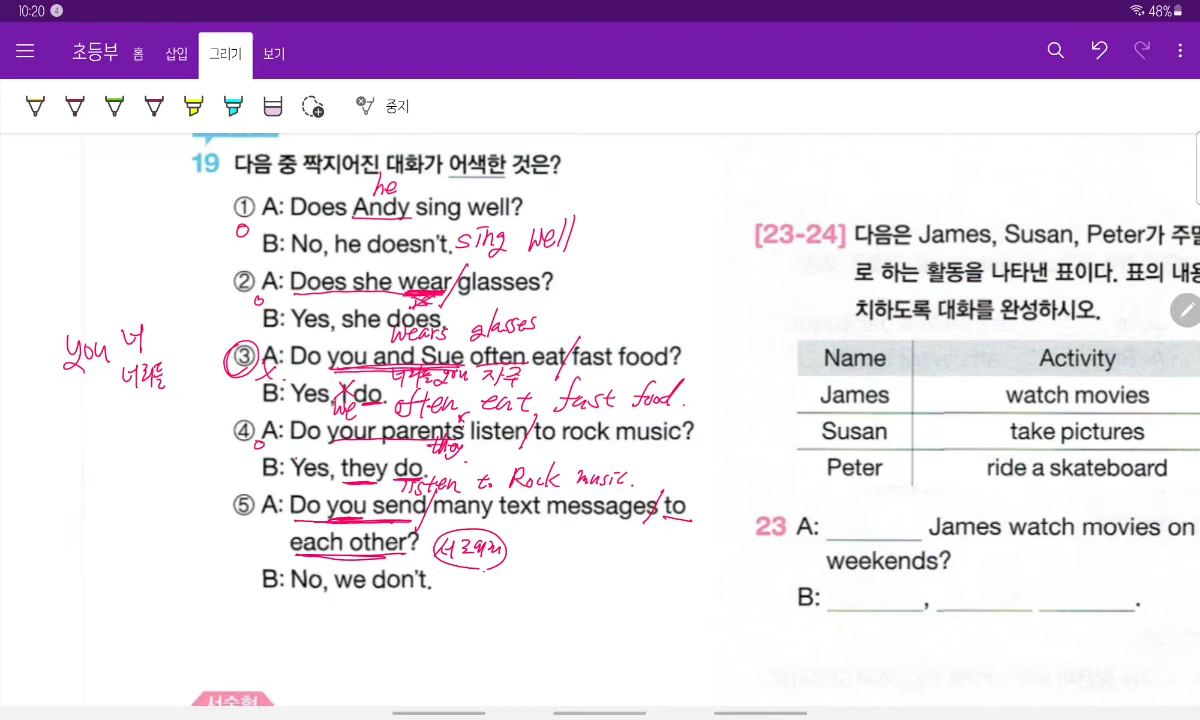 10:20 4 48%
초등부 홈 삽입 그리기 보기
중지
19 다음 중 짝지어진 대화가 어색한 것은?
he
① A: Does Andy sing well?
B: No, he doesn't. sing well
② A: Does she wear glasses?
B: Yes, she does.
wears glasses
③ A: Do you and Sue often eat fast food?
너희들 you 자주
B: Yes, I do.
we often eat fast food.
④ A: Do your parents listen to rock music?
they
B: Yes, they do.
listen to Rock music.
⑤ A: Do you send many text messages to
each other?
B: No, we don't.
you 너
너희들
[23-24] 다음은 James, Susan, Peter가 주말
로 하는 활동을 나타낸 표이다. 표의 내용
치하도록 대화를 완성하시오.
Name Activity
James watch movies
Susan take pictures
Peter ride a skateboard
23 A: ________ James watch movies on
weekends?
B: ________, ________ ________.
서술형